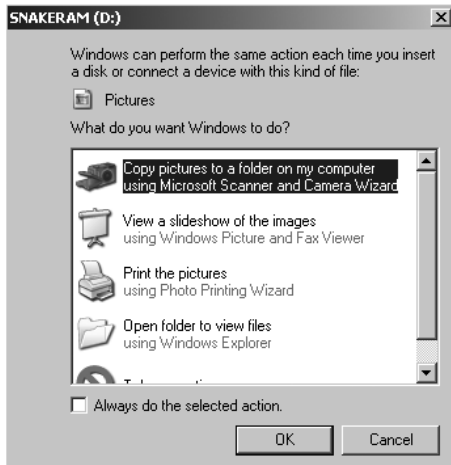 SNAKERAM (D:)
Windows can perform the same action each time you insert
a disk or connect a device with this kind of file:
Pictures
What do you want Windows to do?
Copy pictures to a folder on my computer
using Microsoft Scanner and Camera Wizard
View a slideshow of the images
using Windows Picture and Fax Viewer
Print the pictures
using Photo Printing Wizard
Open folder to view files
using Windows Explorer
Always do the selected action.
OK
Cancel